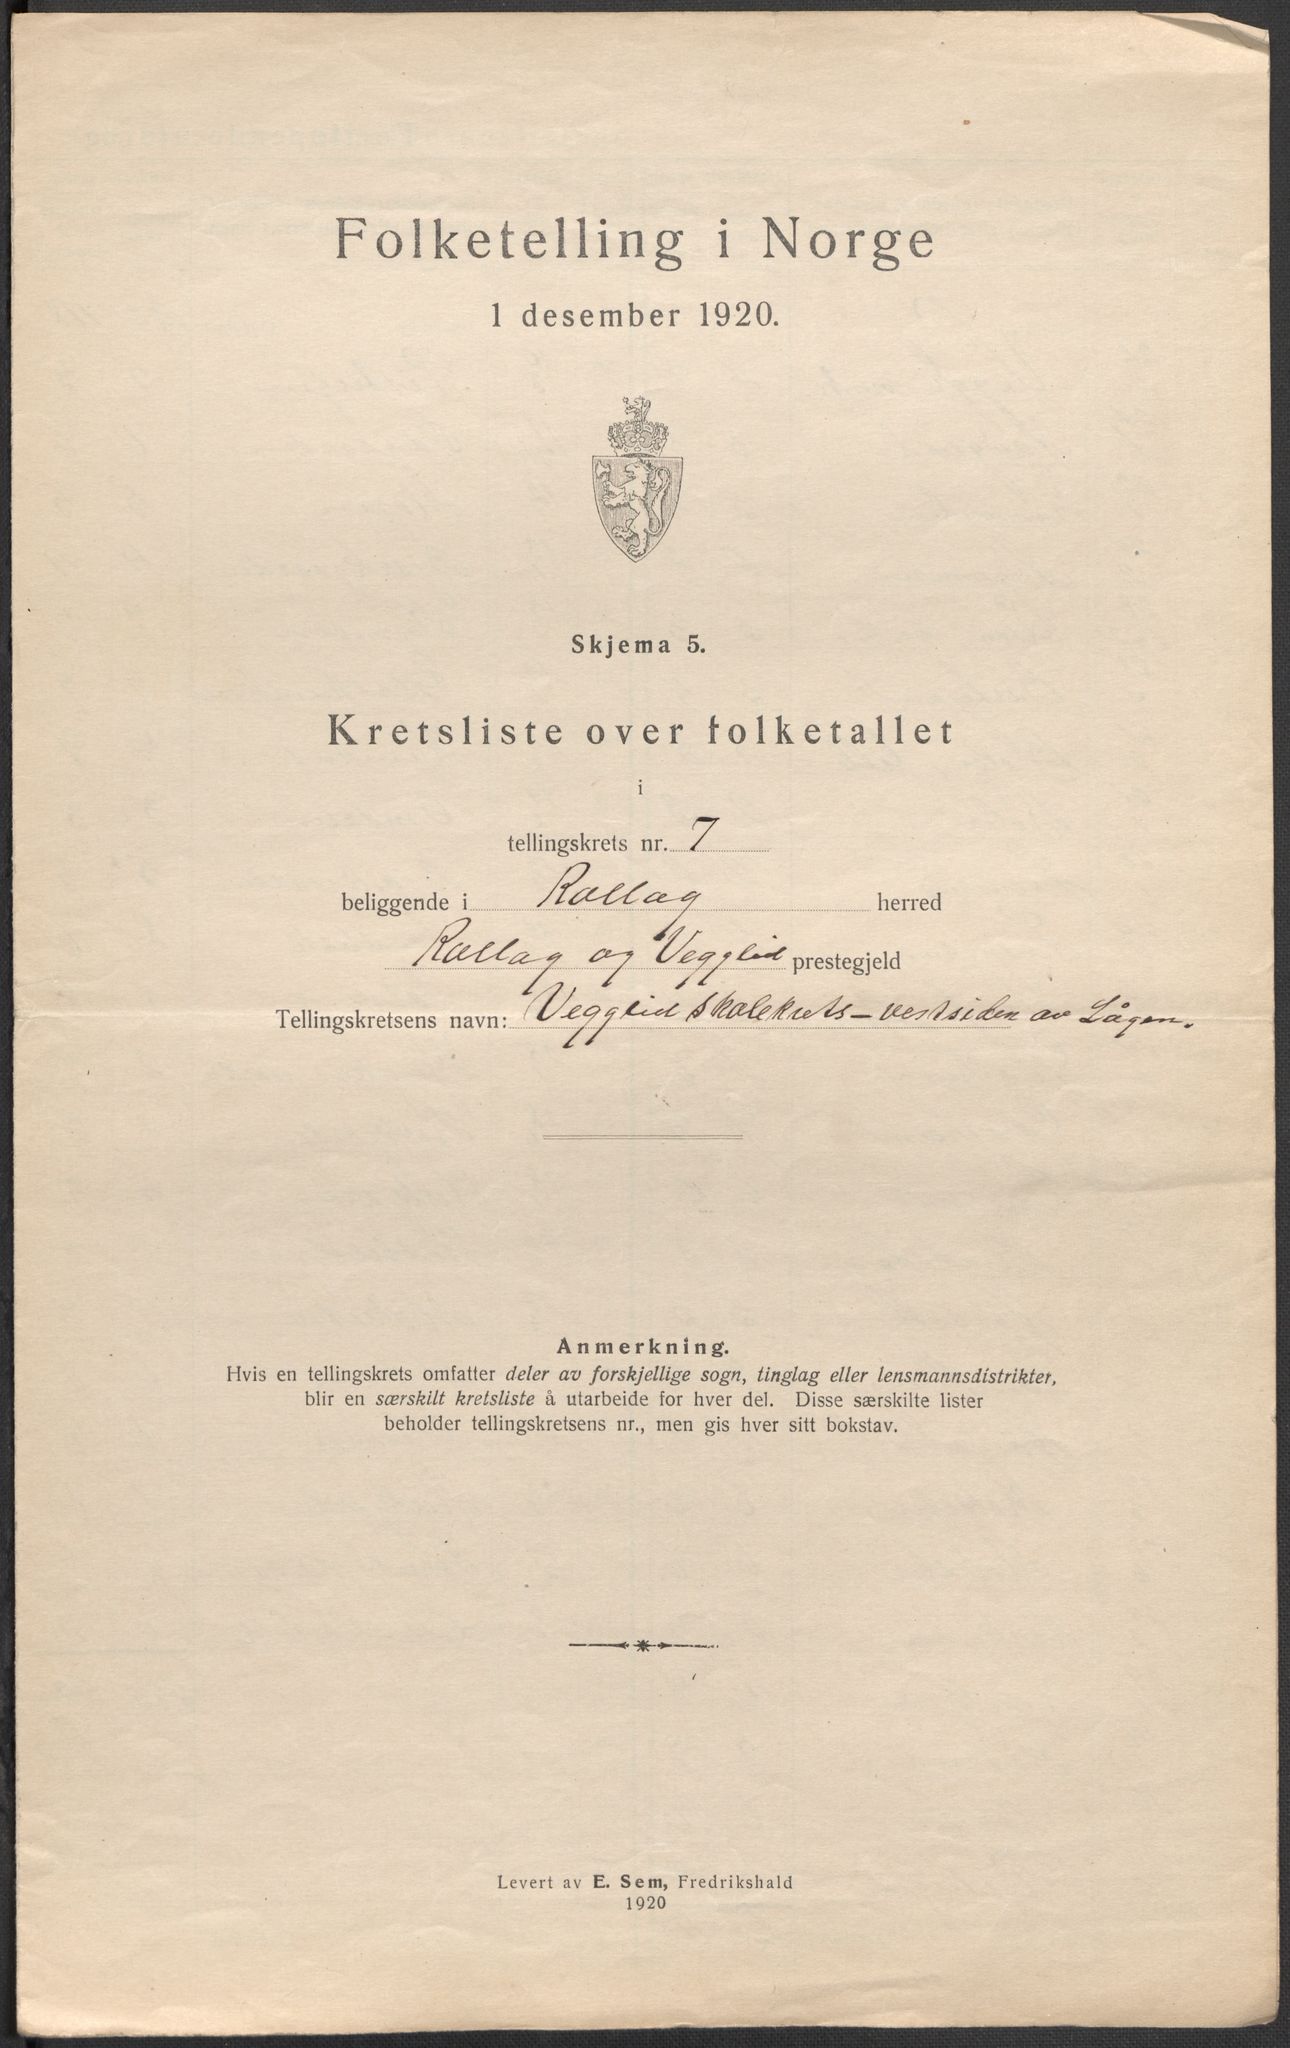 Folketelling i Norge
1 desember 1920.
Skjema 5.
Kretsliste over folketallet
i
tellingskrets nr. 7
beliggende i Rollag herred
Rollag og Vegglid prestegjeld
Tellingskretsens navn: Vegglid skolekrets - vestsiden av Lågen.
Anmerkning.
Hvis en tellingskrets omfatter deler av forskjellige sogn, tinglag eller lensmannsdistrikter,
blir en særskilt kretsliste å utarbeide for hver del. Disse særskilte lister
beholder tellingskretsens nr., men gis hver sitt bokstav.
Levert av E. Sem, Fredrikshald
1920